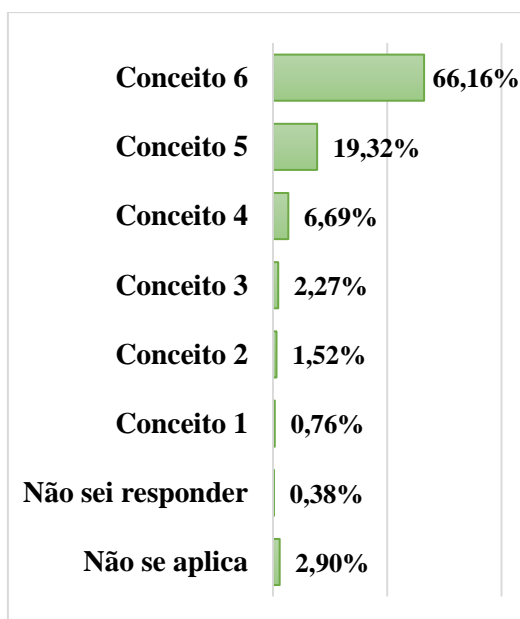 Conceito 6 66,16%
Conceito 5 19,32%
Conceito 4 6,69%
Conceito 3 2,27%
Conceito 2 1,52%
Conceito 1 0,76%
Não sei responder 0,38%
Não se aplica 2,90%